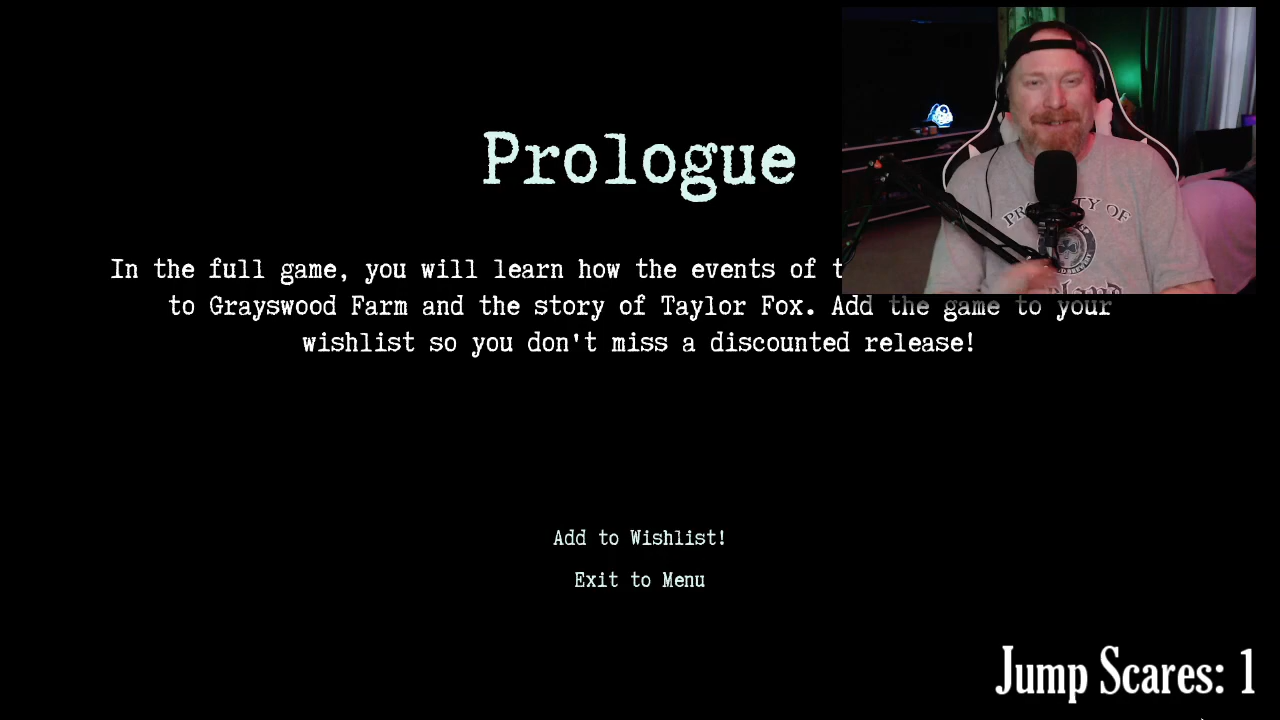 Prologue
In the full game, you will learn how the events of
to Grayswood Farm and the story of Taylor Fox. Add the game to your
wishlist so you don't miss a discounted release!
Add to Wishlist!
Exit to Menu
Jump Scares: 1